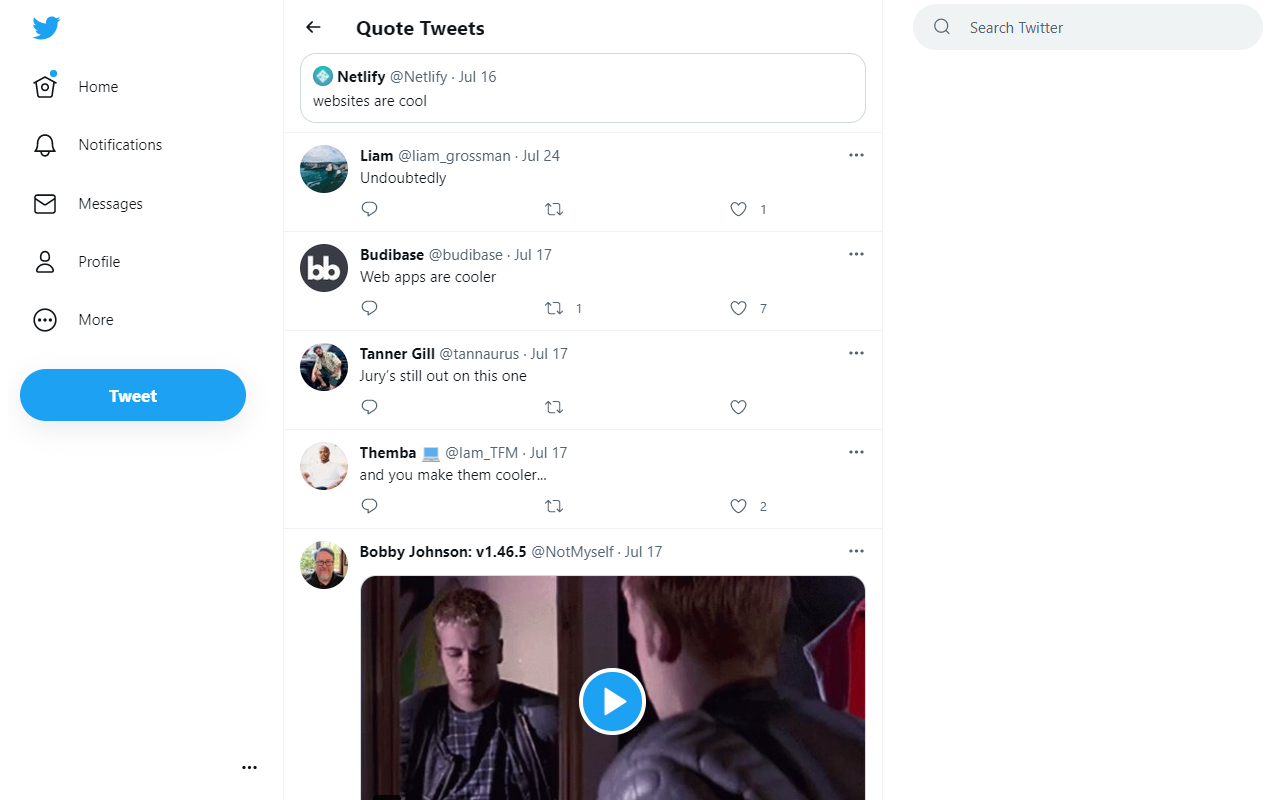 Quote Tweets
Search Twitter
Home
Notifications
Messages
Profile
More
Tweet
Netlify @Netlify · Jul 16
websites are cool
Liam @liam_grossman · Jul 24
Undoubtedly
1
bb
Budibase @budibase · Jul 17
Web apps are cooler
1 7
Tanner Gill @tannaurus · Jul 17
Jury's still out on this one
Themba 💻 @Iam_TFM · Jul 17
and you make them cooler...
2
Bobby Johnson: v1.46.5 @NotMyself · Jul 17